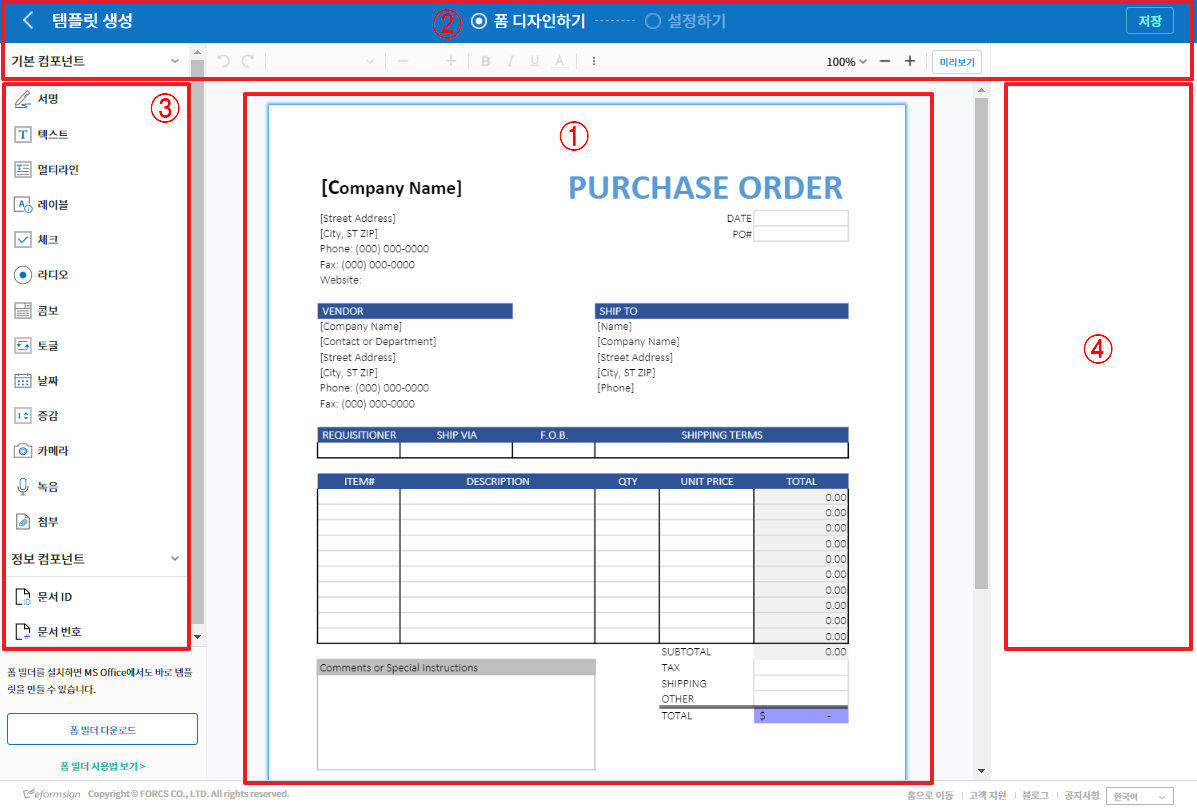 템플릿 생성
② 폼 디자인하기 설정하기
저장
기본 컴포넌트
B I U A
100%
미리보기
③
서명
텍스트
멀티라인
레이블
체크
라디오
콤보
토글
날짜
증감
카메라
녹음
첨부
정보 컴포넌트
문서 ID
문서 번호
폼 빌더를 설치하면 MS Office에서도 바로 템플
릿을 만들 수 있습니다.
폼 빌더 다운로드
폼 빌더 사용법 보기 >
①
[Company Name] PURCHASE ORDER
[Street Address] DATE
[City, ST ZIP] PO#
Phone: (000) 000-0000
Fax: (000) 000-0000
Website:
VENDOR SHIP TO
[Company Name] [Name]
[Contact or Department] [Company Name]
[Street Address] [Street Address]
[City, ST ZIP] [City, ST ZIP]
Phone: (000) 000-0000 [Phone]
Fax: (000) 000-0000
REQUISITIONER SHIP VIA F.O.B. SHIPPING TERMS
ITEM# DESCRIPTION QTY UNIT PRICE TOTAL
0.00
0.00
0.00
0.00
0.00
0.00
0.00
0.00
0.00
0.00
SUBTOTAL 0.00
Comments or Special Instructions TAX
SHIPPING
OTHER
TOTAL $ -
④
eformsign Copyright © FORCS CO., LTD. All rights reserved.
홈으로 이동 고객 지원 블로그 공지사항 한국어